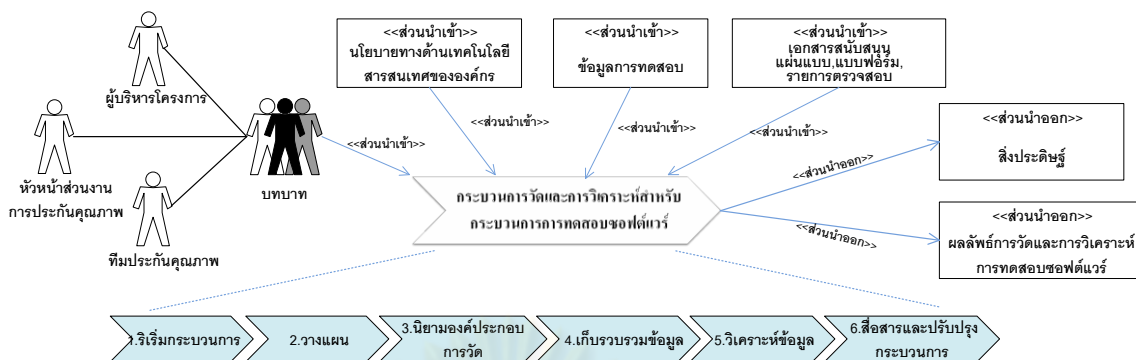 <<ส่วนนำเข้า>>
นโยบายทางด้านเทคโนโลยี
สารสนเทศขององค์กร
<<ส่วนนำเข้า>>
ข้อมูลการทดสอบ
<<ส่วนนำเข้า>>
เอกสารสนับสนุน
แผ่นแบบ,แบบฟอร์ม,
รายการตรวจสอบ
ผู้บริหารโครงการ
หัวหน้าส่วนงาน
การประกันคุณภาพ
ทีมประกันคุณภาพ
บทบาท
<<ส่วนนำเข้า>>
<<ส่วนนำเข้า>>
<<ส่วนนำเข้า>>
<<ส่วนนำเข้า>>
<<ส่วนนำออก>>
<<ส่วนนำออก>>
กระบวนการวัดและการวิเคราะห์สำหรับ
กระบวนการการทดสอบซอฟต์แวร์
<<ส่วนนำออก>>
สิ่งประดิษฐ์
<<ส่วนนำออก>>
ผลลัพธ์การวัดและการวิเคราะห์
การทดสอบซอฟต์แวร์
1.ริเริ่มกระบวนการ
2.วางแผน
3.นิยามองค์ประกอบ
การวัด
4.เก็บรวบรวมข้อมูล
5.วิเคราะห์ข้อมูล
6.สื่อสารและปรับปรุง
กระบวนการ